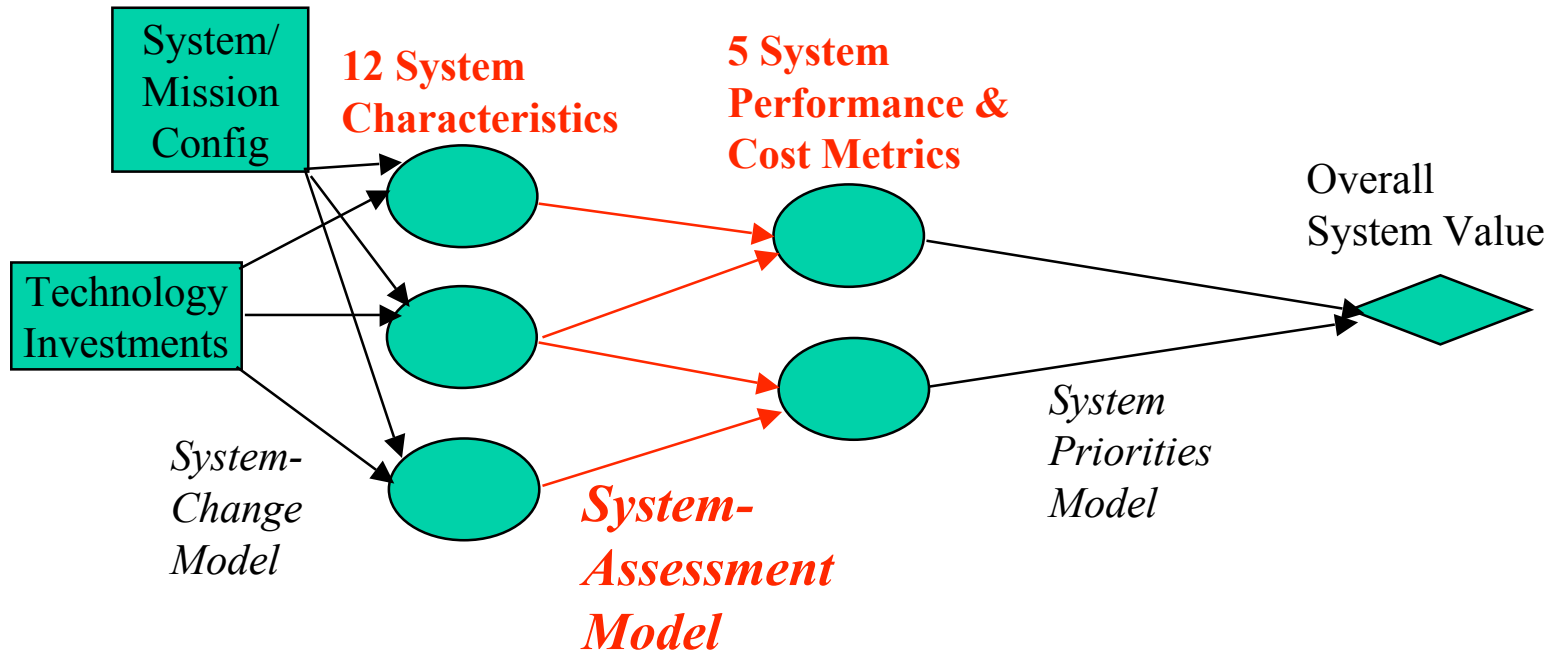 System/
Mission
Config
12 System
Characteristics
5 System
Performance &
Cost Metrics
Overall
System Value
Technology
Investments
System-
Change
Model
System-
Assessment
Model
System
Priorities
Model